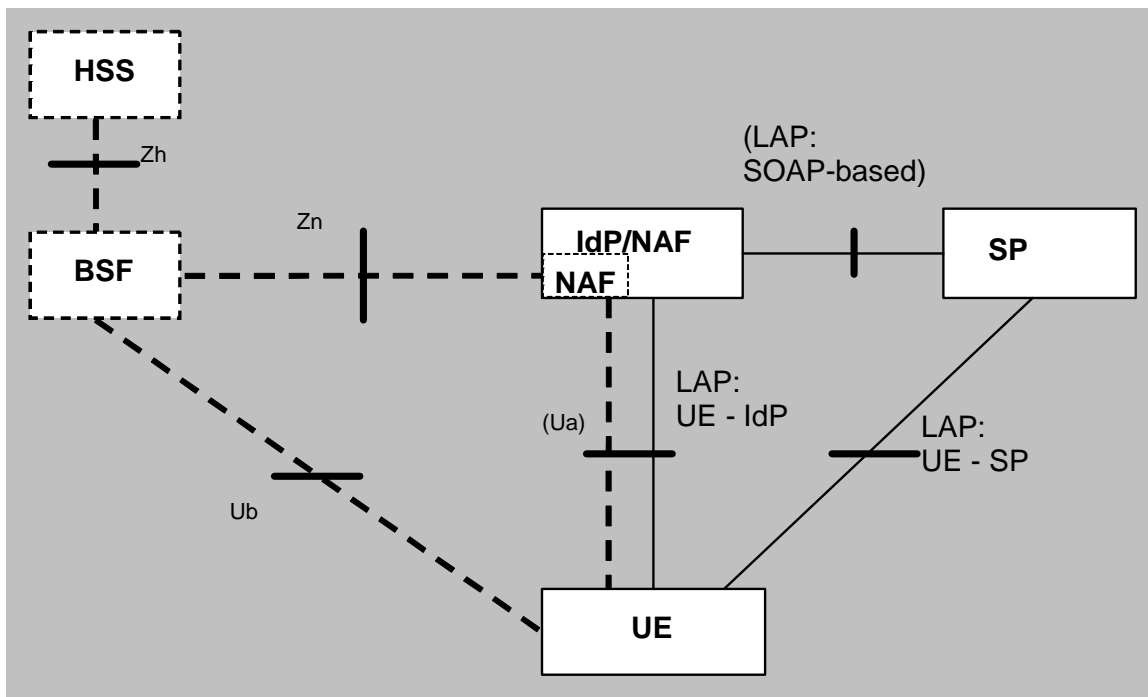 HSS
Zh
(LAP:
SOAP-based)
Zn
IdP/NAF
SP
BSF
NAF
LAP:
UE - IdP
(Ua)
LAP:
UE - SP
Ub
UE